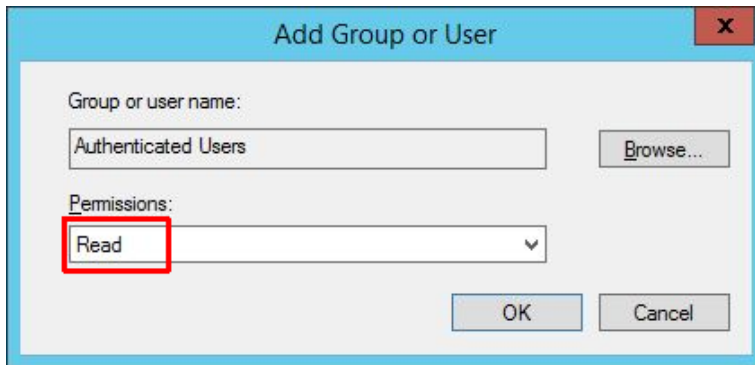 Add Group or User
x
Group or user name:
Authenticated Users
Browse...
Permissions:
Read
OK
Cancel